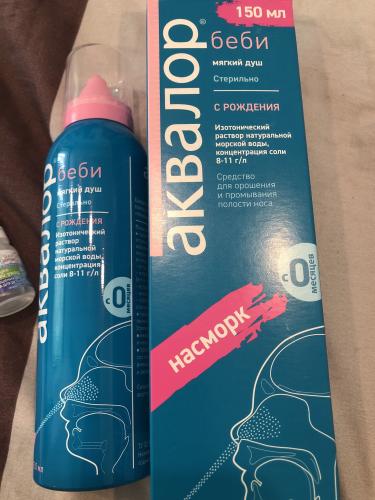 150 МЛ
аквалор®
беби
мягкий душ
Стерильно
С РОЖДЕНИЯ
Изотонический
раствор натуральной
морской воды,
концентрация соли
8-11 г/л
Средство
для орошения
и промывания
полости носа
с 0
месяцев
насморк
аквалор
беби
мягкий душ
Стерильно
С РОЖДЕНИЯ
Изотонический
раствор
натуральной
морской воды,
концентрация
соли 8-11 г/л
с 0
месяцев